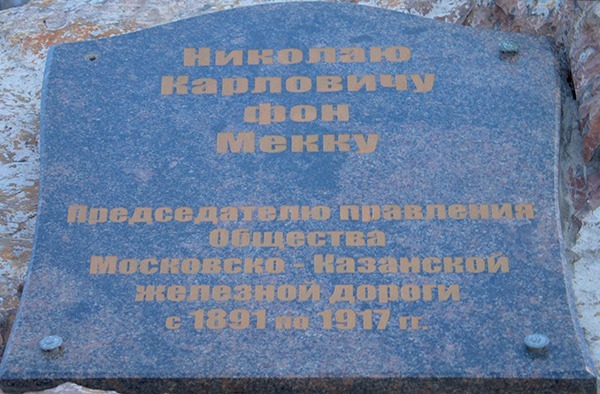 Николаю
Карловичу
фон
Мекку
Председателю правления
Общества
Московско - Казанской
железной дороги
с 1891 по 1917 гг.